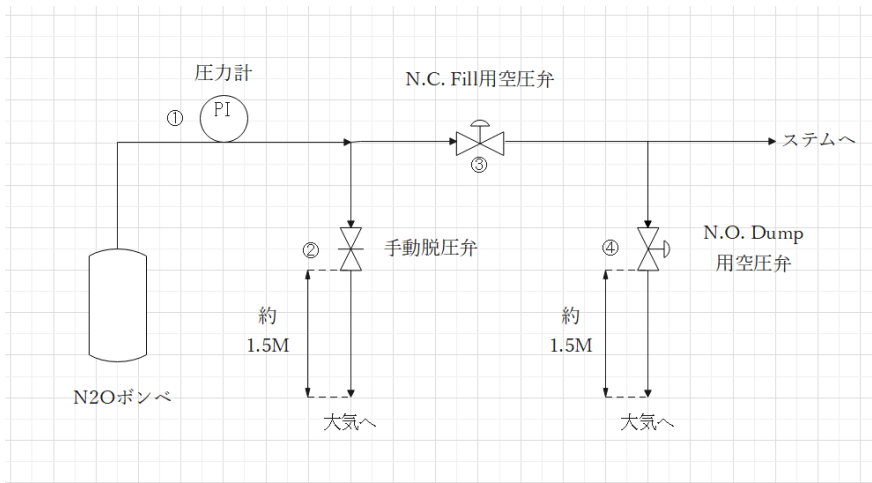 圧力計
① PI
N.C. Fill用空圧弁
ステムへ
③
② 手動脱圧弁
④
N.O. Dump
用空圧弁
約
1.5M
約
1.5M
N2Oボンベ
大気へ
大気へ